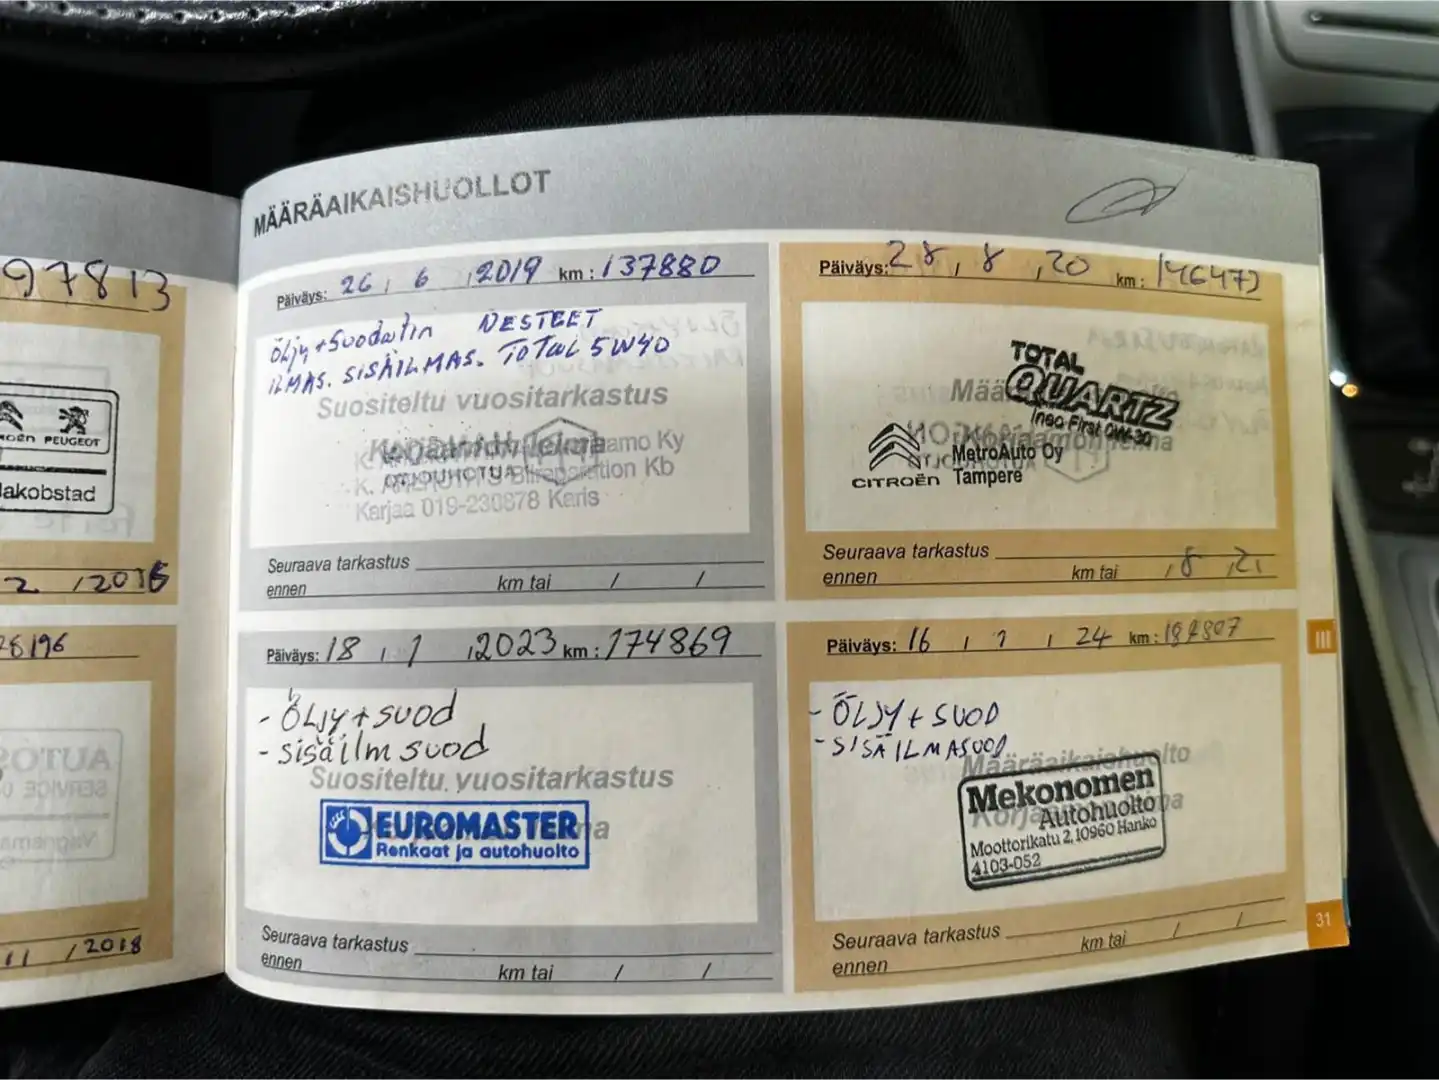 97813
CITROËN PEUGEOT
Jakobstad
2. / 2016
28196
11 / 2018
MÄÄRÄAIKAISHUOLLOT
Päiväys: 26 , 6 , 2019 km : 137880
Öljy + Suodatin NESTEET
ILMAS. SISÄILMAS. TOTAL 5W40
Suositeltu vuositarkastus
Karjaa 019-230878 Karis
Seuraava tarkastus
ennen km tai / /
Päiväys: 28 , 8 , 20 km : 146473
TOTAL
QUARTZ
Ineo First 0W-30
CITROËN
MetroAuto Oy
Tampere
Seuraava tarkastus
ennen km tai , 8 , 21
Päiväys: 18 , 1 , 2023 km : 174869
- ÖLJY + SUOD
- SISÄILM SUOD
Suositeltu vuositarkastus
EUROMASTER
Renkaat ja autohuolto
Seuraava tarkastus
ennen km tai / /
Päiväys: 16 , 1 , 24 km :
- ÖLJY + SUOD
- SISÄILMASUOD
Määräaikaishuolto
Mekonomen
Autohuolto
Moottorikatu 2, 10960 Hanko
4103-052
Seuraava tarkastus
ennen km tai / /
III
31